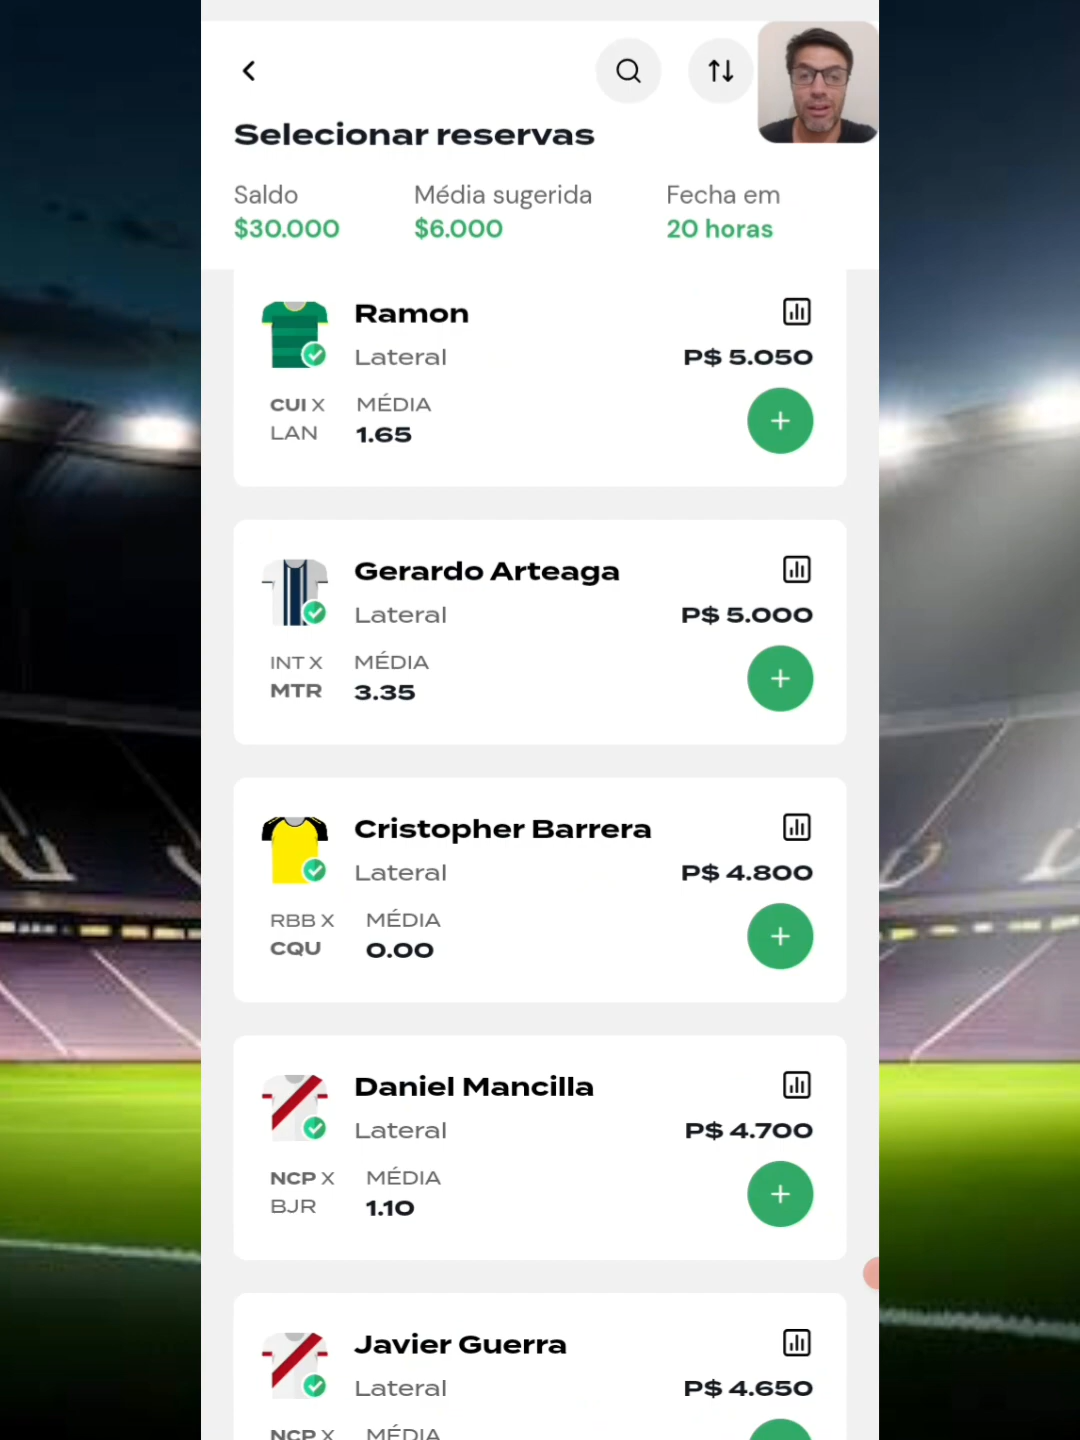 Selecionar reservas
Saldo
Média sugerida
Fecha em
$30.000
$6.000
20 horas
Ramon
Lateral
P$ 5.050
CUI X
LAN
MÉDIA
1.65
Gerardo Arteaga
Lateral
P$ 5.000
INT X
MTR
MÉDIA
3.35
Cristopher Barrera
Lateral
P$ 4.800
RBB X
CQU
MÉDIA
0.00
Daniel Mancilla
Lateral
P$ 4.700
NCP X
BJR
MÉDIA
1.10
Javier Guerra
Lateral
P$ 4.650
NCP X
MÉDIA